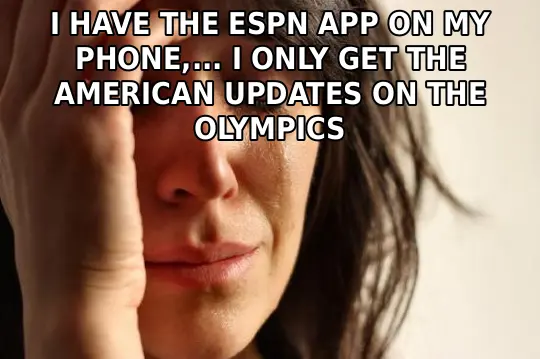 I HAVE THE ESPN APP ON MY
PHONE,... I ONLY GET THE
AMERICAN UPDATES ON THE
OLYMPICS